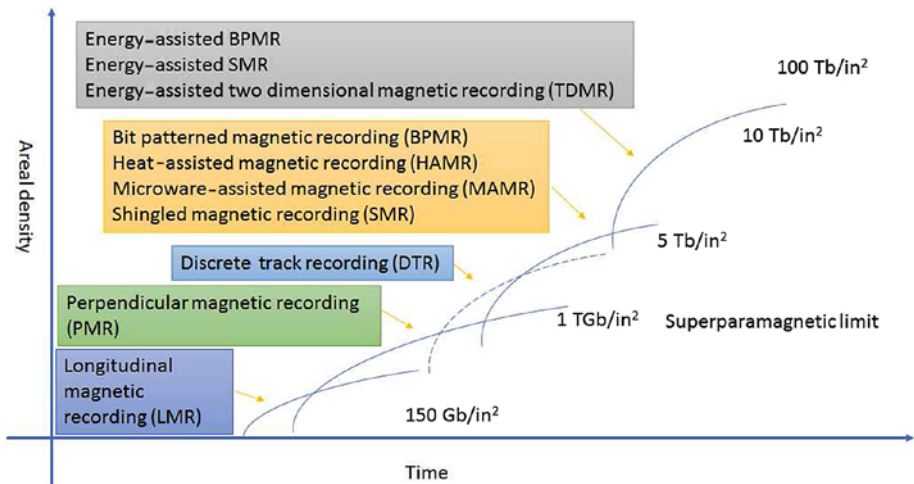 Energy-assisted BPMR
Energy-assisted SMR
Energy-assisted two dimensional magnetic recording (TDMR)
100 Tb/in²
10 Tb/in²
Bit patterned magnetic recording (BPMR)
Heat-assisted magnetic recording (HAMR)
Microware-assisted magnetic recording (MAMR)
Shingled magnetic recording (SMR)
5 Tb/in²
Discrete track recording (DTR)
Perpendicular magnetic recording
(PMR)
1 TGb/in²
Superparamagnetic limit
Longitudinal
magnetic
recording (LMR)
150 Gb/in²
Areal density
Time